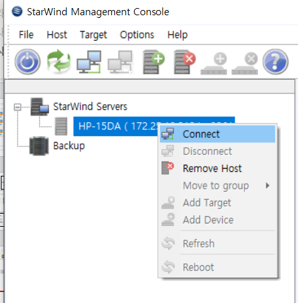 StarWind Management Console
File Host Target Options Help
StarWind Servers
HP-15DA ( 172.2
Backup
Connect
Disconnect
Remove Host
Move to group
Add Target
Add Device
Refresh
Reboot